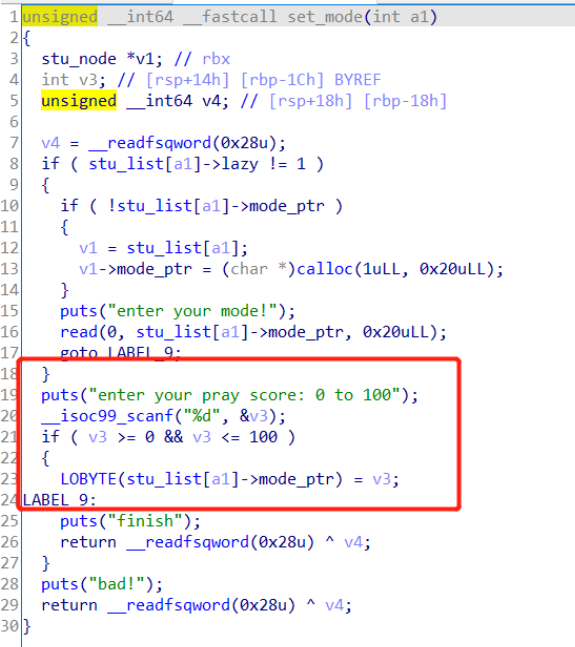 1 unsigned __int64 __fastcall set_mode(int a1)
2 {
3   stu_node *v1; // rbx
4   int v3; // [rsp+14h] [rbp-1Ch] BYREF
5   unsigned __int64 v4; // [rsp+18h] [rbp-18h]
6
7   v4 = __readfsqword(0x28u);
8   if ( stu_list[a1]->lazy != 1 )
9   {
10     if ( !stu_list[a1]->mode_ptr )
11     {
12       v1 = stu_list[a1];
13       v1->mode_ptr = (char *)calloc(1uLL, 0x20uLL);
14     }
15     puts("enter your mode!");
16     read(0, stu_list[a1]->mode_ptr, 0x20uLL);
17     goto LABEL_9;
18   }
19   puts("enter your pray score: 0 to 100");
20   __isoc99_scanf("%d", &v3);
21   if ( v3 >= 0 && v3 <= 100 )
22   {
23     LOBYTE(stu_list[a1]->mode_ptr) = v3;
24 LABEL_9:
25     puts("finish");
26     return __readfsqword(0x28u) ^ v4;
27   }
28   puts("bad!");
29   return __readfsqword(0x28u) ^ v4;
30 }